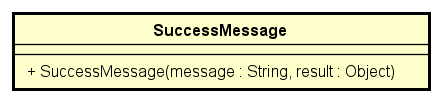 SuccessMessage
+ SuccessMessage(message : String, result : Object)